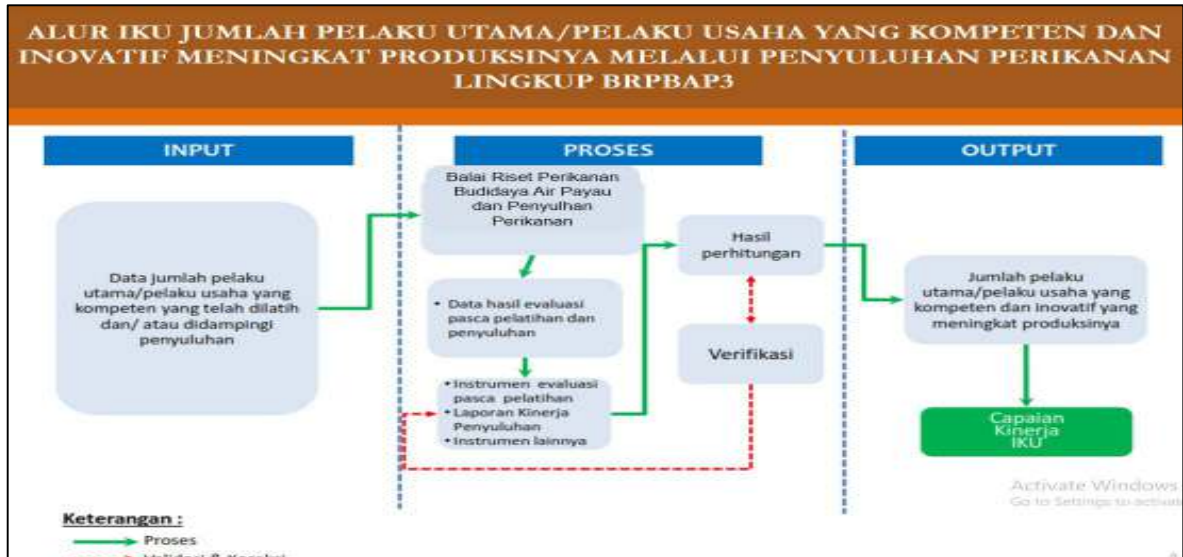 ALUR IKU JUMLAH PELAKU UTAMA/PELAKU USAHA YANG KOMPETEN DAN
INOVATIF MENINGKAT PRODUKSINYA MELALUI PENYULUHAN PERIKANAN
LINGKUP BRPBAP3
INPUT
Data jumlah pelaku
utama/pelaku usaha yang
kompeten yang telah dilatih
dan/ atau didampingi
penyuluhan
PROSES
Balai Riset Perikanan
Budidaya Air Payau
dan Penyulhan
Perikanan
• Data hasil evaluasi
pasca pelatihan dan
penyuluhan
• Instrumen evaluasi
pasca pelatihan
• Laporan Kinerja
Penyuluhan
• Instrumen lainnya
Hasil
perhitungan
Verifikasi
OUTPUT
Jumlah pelaku
utama/pelaku usaha yang
kompeten dan inovatif yang
meningkat produksinya
Capaian
Kinerja
IKU
Activate Windows
Go to Settings to activate
Keterangan :
Proses